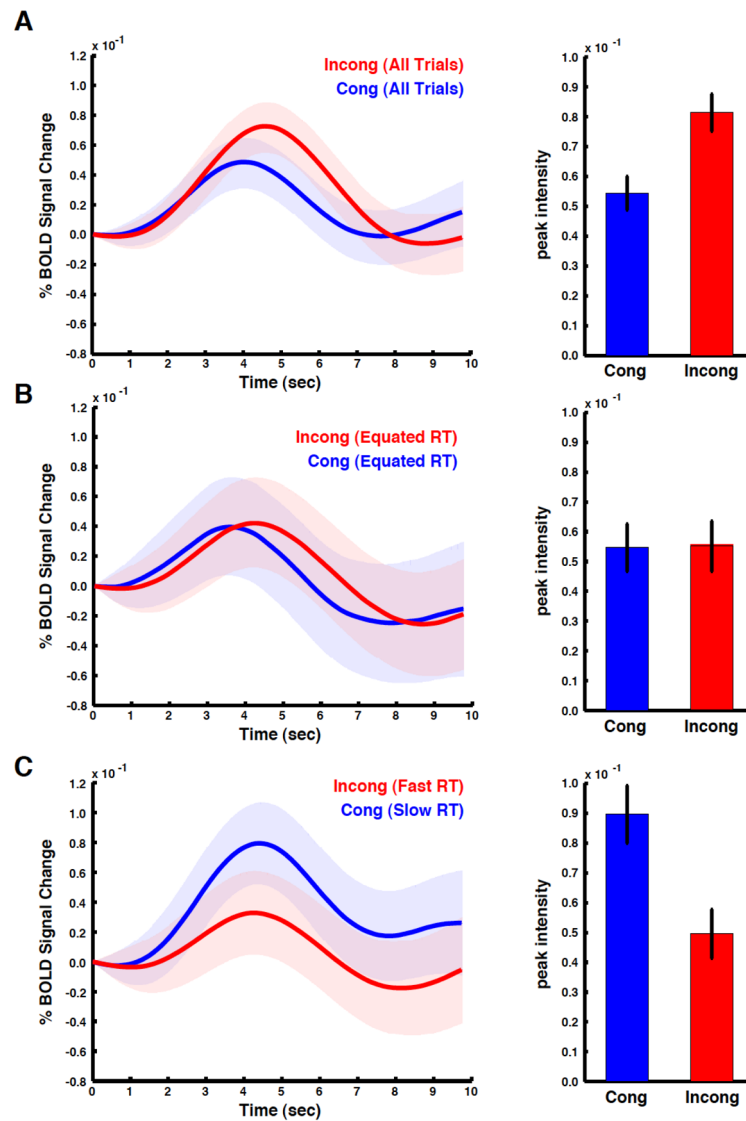 A
x 10⁻¹
1.2
1.0
0.8
0.6
0.4
0.2
0.0
-0.2
-0.4
-0.6
-0.8
% BOLD Signal Change
Incong (All Trials)
Cong (All Trials)
0 1 2 3 4 5 6 7 8 9 10
Time (sec)
x 10⁻¹
1.0
0.9
0.8
0.7
0.6
0.5
0.4
0.3
0.2
0.1
0.0
peak intensity
Cong Incong
B
x 10⁻¹
1.2
1.0
0.8
0.6
0.4
0.2
0.0
-0.2
-0.4
-0.6
-0.8
% BOLD Signal Change
Incong (Equated RT)
Cong (Equated RT)
0 1 2 3 4 5 6 7 8 9 10
Time (sec)
x 10⁻¹
1.0
0.9
0.8
0.7
0.6
0.5
0.4
0.3
0.2
0.1
0.0
peak intensity
Cong Incong
C
x 10⁻¹
1.2
1.0
0.8
0.6
0.4
0.2
0.0
-0.2
-0.4
-0.6
-0.8
% BOLD Signal Change
Incong (Fast RT)
Cong (Slow RT)
0 1 2 3 4 5 6 7 8 9 10
Time (sec)
x 10⁻¹
1.0
0.9
0.8
0.7
0.6
0.5
0.4
0.3
0.2
0.1
0.0
peak intensity
Cong Incong